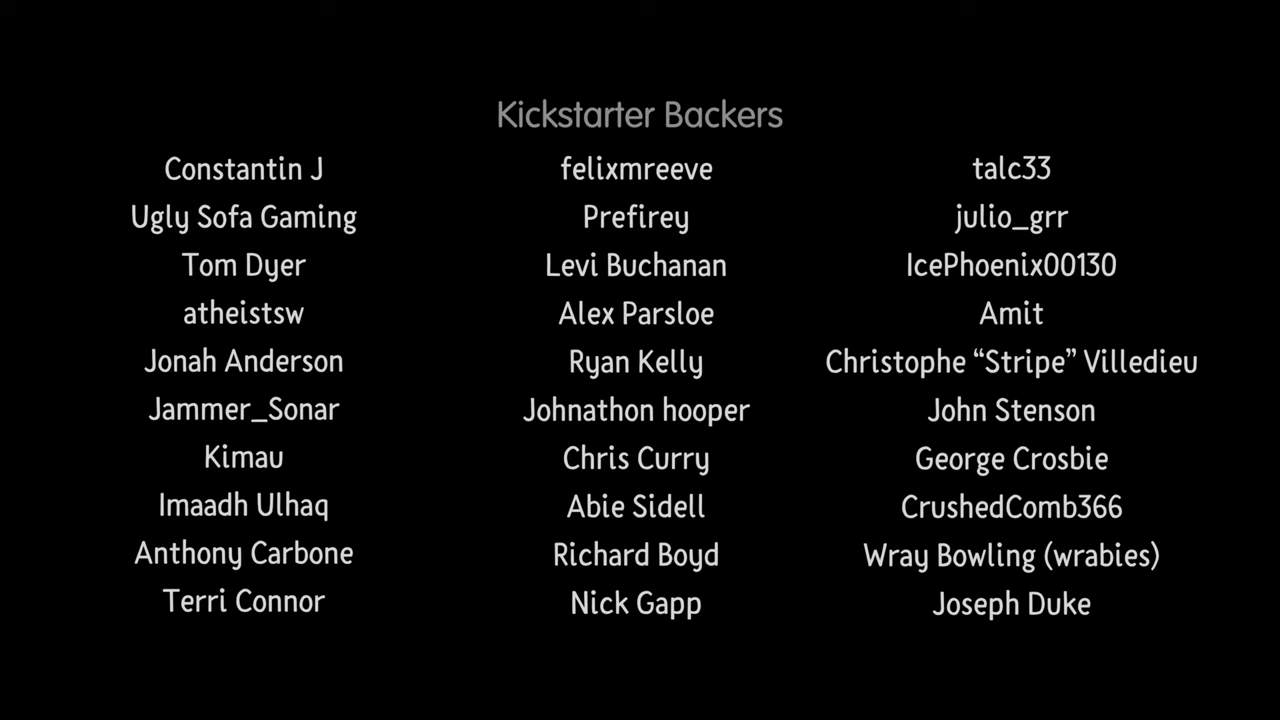 Kickstarter Backers
Constantin J
Ugly Sofa Gaming
Tom Dyer
atheistsw
Jonah Anderson
Jammer_Sonar
Kimau
Imaadh Ulhaq
Anthony Carbone
Terri Connor
felixmreeve
Prefirey
Levi Buchanan
Alex Parsloe
Ryan Kelly
Johnathon hooper
Chris Curry
Abie Sidell
Richard Boyd
Nick Gapp
talc33
julio_grr
IcePhoenix00130
Amit
Christophe “Stripe” Villedieu
John Stenson
George Crosbie
CrushedComb366
Wray Bowling (wrabies)
Joseph Duke